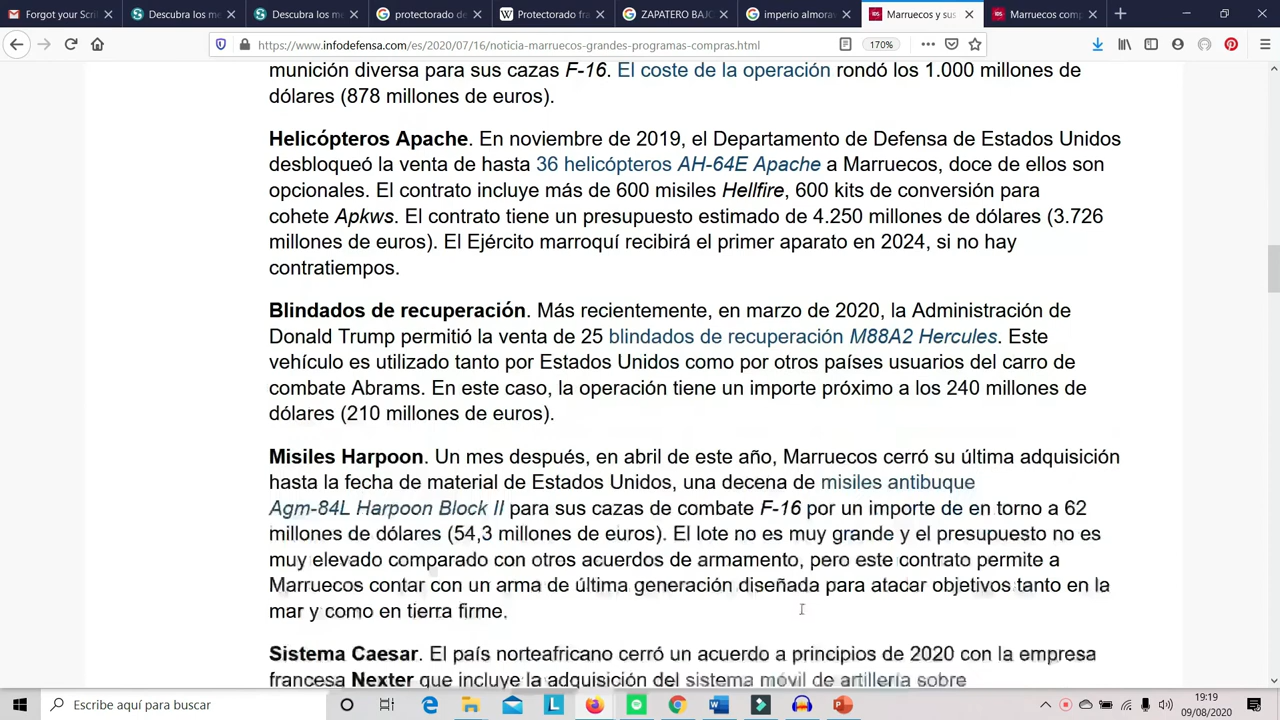 Forgot your Scri
Descubra los me
Descubra los me
protectorado de
Protectorado fra
ZAPATERO BAJO
imperio almoras
Marruecos y sus
Marruecos comp
https://www.infodefensa.com/es/2020/07/16/noticia-marruecos-grandes-programas-compras.html
170%
munición diversa para sus cazas F-16. El coste de la operación rondó los 1.000 millones de
dólares (878 millones de euros).
Helicópteros Apache. En noviembre de 2019, el Departamento de Defensa de Estados Unidos
desbloqueó la venta de hasta 36 helicópteros AH-64E Apache a Marruecos, doce de ellos son
opcionales. El contrato incluye más de 600 misiles Hellfire, 600 kits de conversión para
cohete Apkws. El contrato tiene un presupuesto estimado de 4.250 millones de dólares (3.726
millones de euros). El Ejército marroquí recibirá el primer aparato en 2024, si no hay
contratiempos.
Blindados de recuperación. Más recientemente, en marzo de 2020, la Administración de
Donald Trump permitió la venta de 25 blindados de recuperación M88A2 Hercules. Este
vehículo es utilizado tanto por Estados Unidos como por otros países usuarios del carro de
combate Abrams. En este caso, la operación tiene un importe próximo a los 240 millones de
dólares (210 millones de euros).
Misiles Harpoon. Un mes después, en abril de este año, Marruecos cerró su última adquisición
hasta la fecha de material de Estados Unidos, una decena de misiles antibuque
Agm-84L Harpoon Block II para sus cazas de combate F-16 por un importe de en torno a 62
millones de dólares (54,3 millones de euros). El lote no es muy grande y el presupuesto no es
muy elevado comparado con otros acuerdos de armamento, pero este contrato permite a
Marruecos contar con un arma de última generación diseñada para atacar objetivos tanto en la
mar y como en tierra firme.
Sistema Caesar. El país norteafricano cerró un acuerdo a principios de 2020 con la empresa
francesa Nexter que incluye la adquisición del sistema móvil de artillería sobre
Escribe aquí para buscar
19:19
09/08/2020